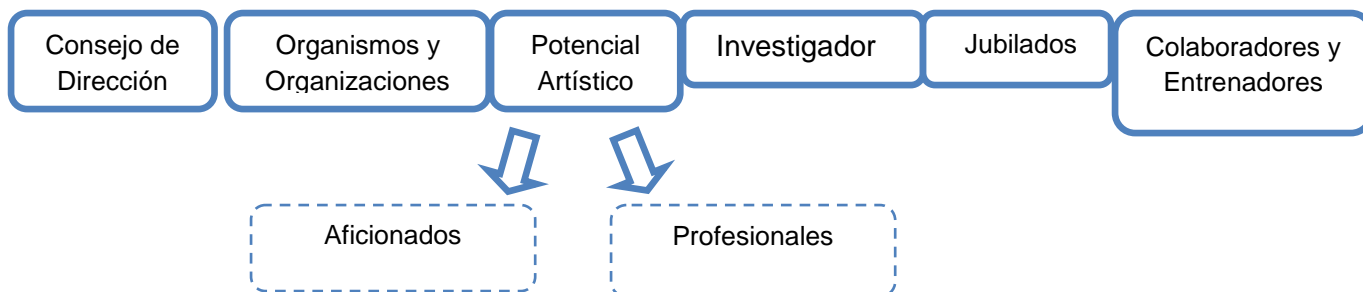 Consejo de
Dirección
Organismos y
Organizaciones
Potencial
Artístico
Investigador
Jubilados
Colaboradores y
Entrenadores
Aficionados
Profesionales